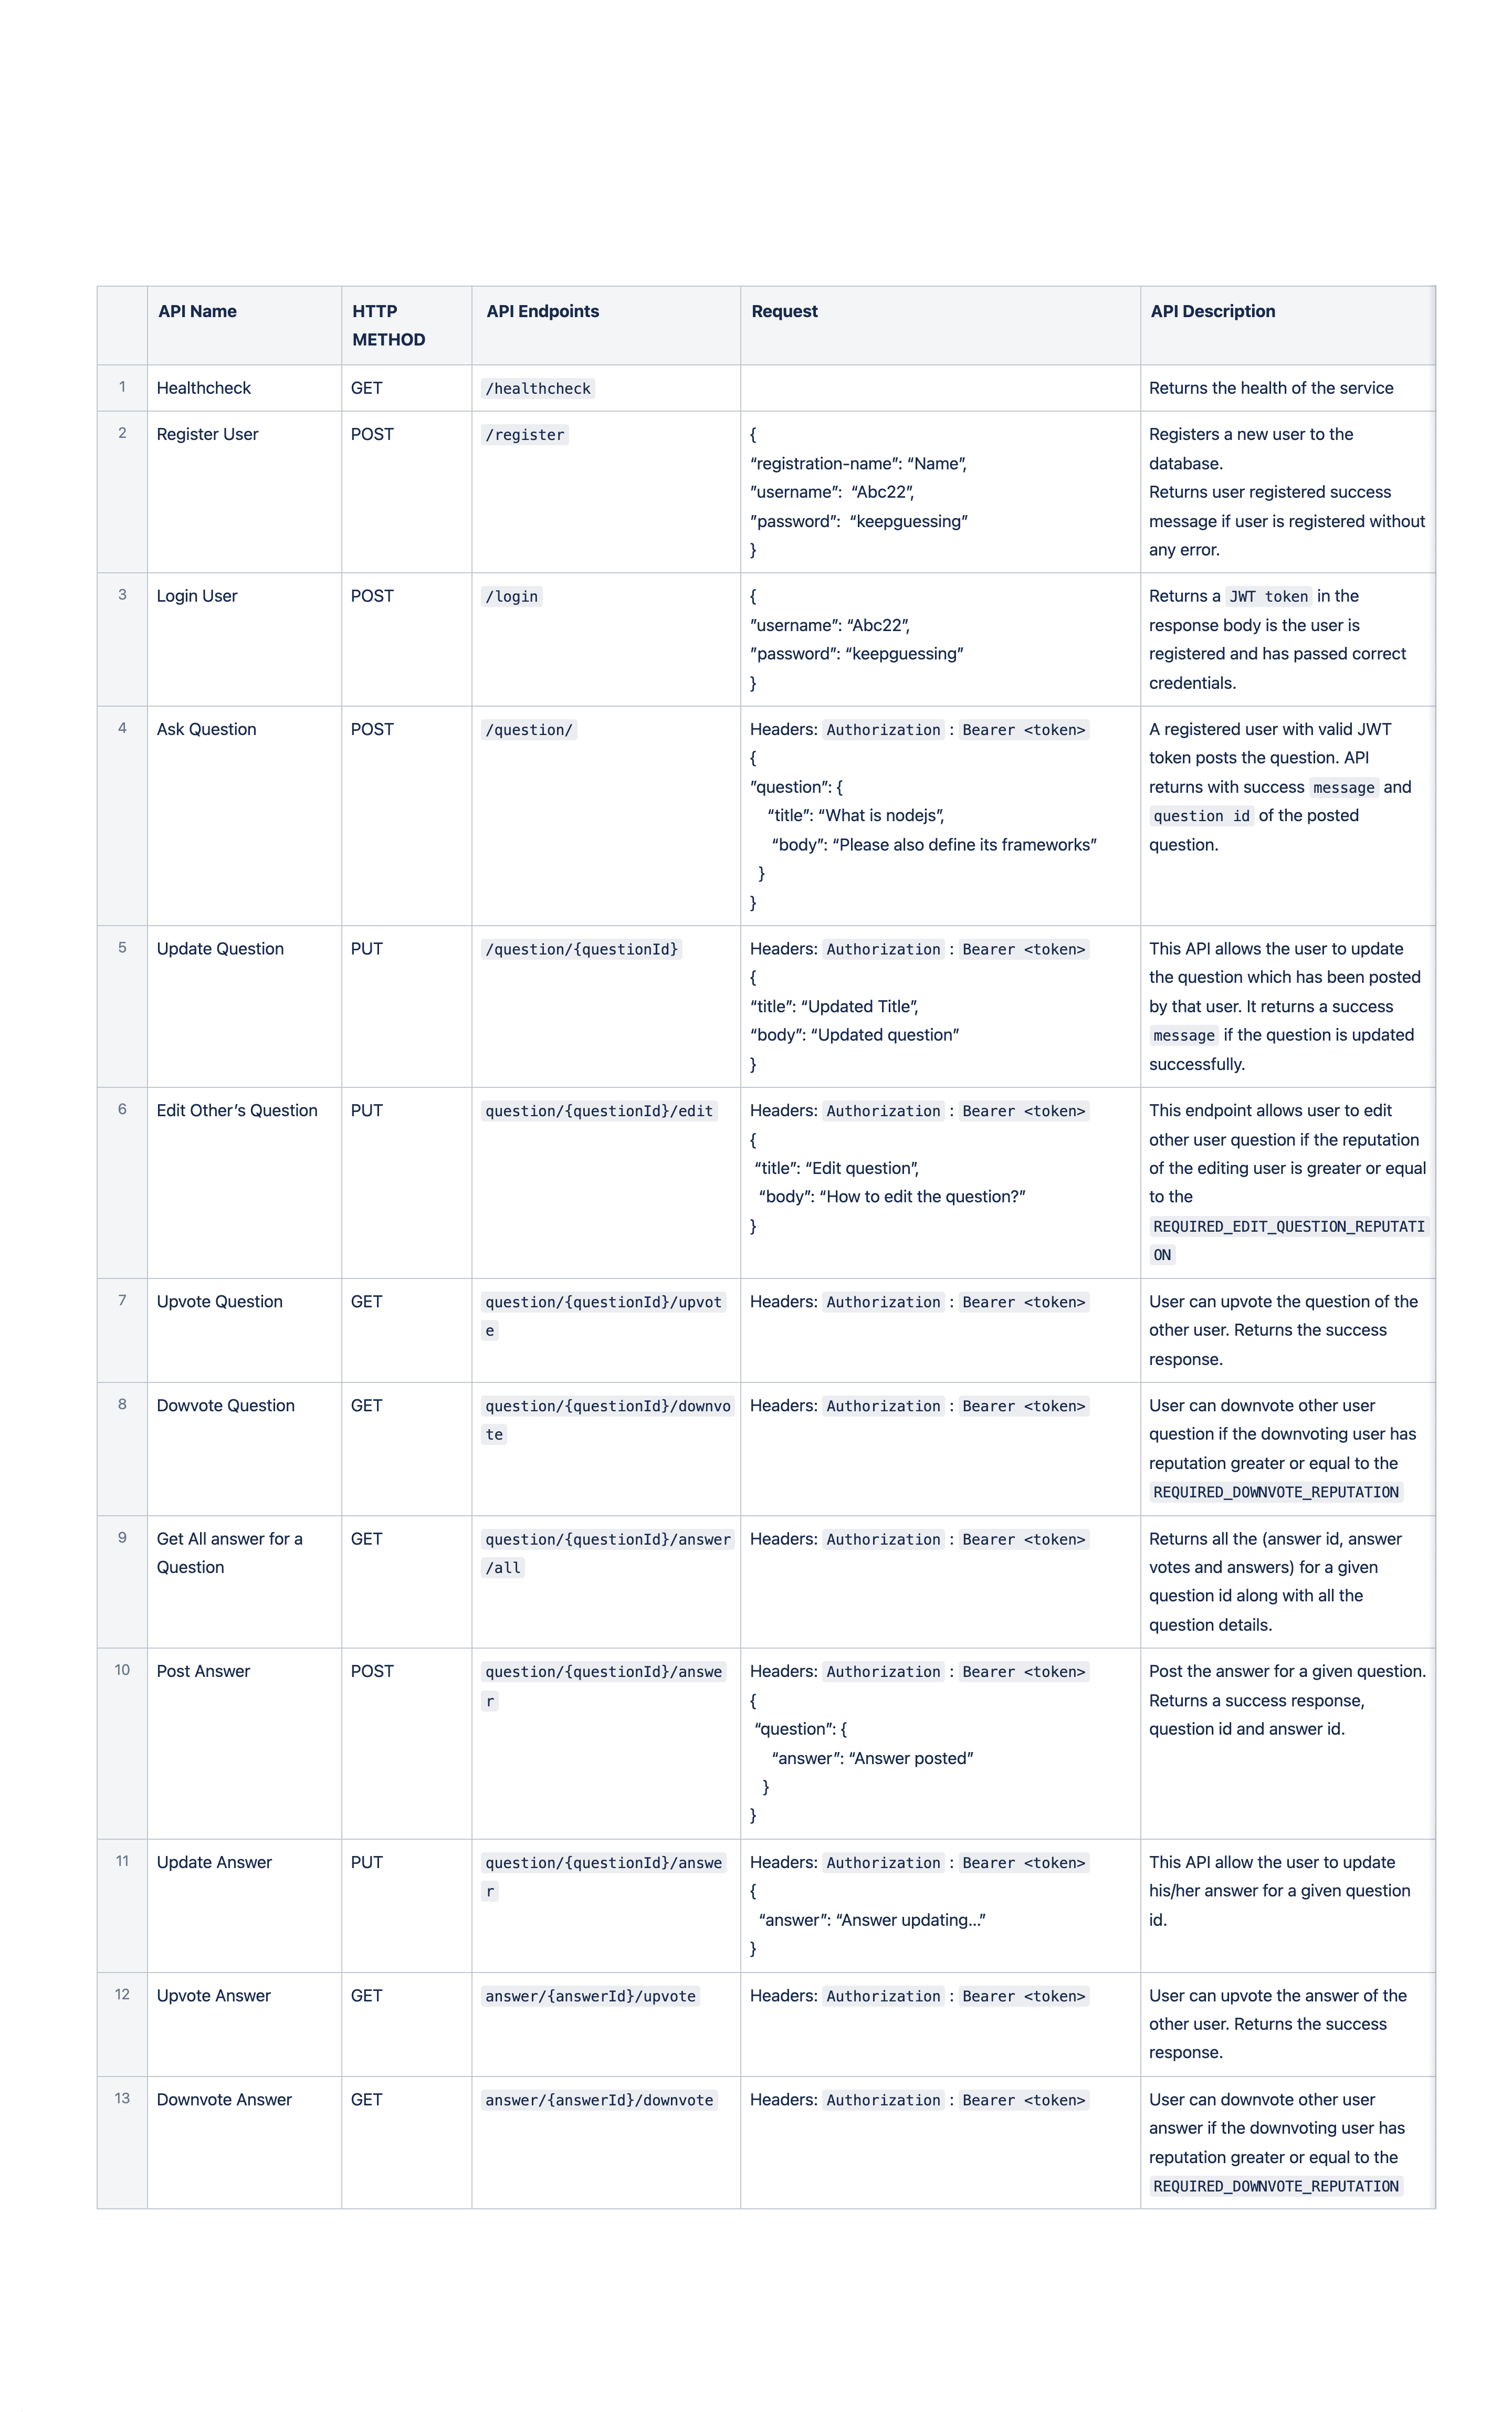 API Name
HTTP
METHOD
API Endpoints
Request
API Description
1
Healthcheck
GET
/healthcheck
Returns the health of the service
2
Register User
POST
/register
{
“registration-name”: “Name”,
”username”:  “Abc22”,
”password”:  “keepguessing”
}
Registers a new user to the
database.
Returns user registered success
message if user is registered without
any error.
3
Login User
POST
/login
{
”username”: “Abc22”,
”password”: “keepguessing”
}
Returns a JWT token in the
response body is the user is
registered and has passed correct
credentials.
4
Ask Question
POST
/question/
Headers: Authorization : Bearer <token>
{
”question”: {
“title”: “What is nodejs”,
“body”: “Please also define its frameworks”
}
}
A registered user with valid JWT
token posts the question. API
returns with success message and
question id of the posted
question.
5
Update Question
PUT
/question/{questionId}
Headers: Authorization : Bearer <token>
{
“title”: “Updated Title”,
“body”: “Updated question”
}
This API allows the user to update
the question which has been posted
by that user. It returns a success
message if the question is updated
successfully.
6
Edit Other’s Question
PUT
question/{questionId}/edit
Headers: Authorization : Bearer <token>
{
“title”: “Edit question”,
“body”: “How to edit the question?”
}
This endpoint allows user to edit
other user question if the reputation
of the editing user is greater or equal
to the
REQUIRED_EDIT_QUESTION_REPUTATI
ON
7
Upvote Question
GET
question/{questionId}/upvot
e
Headers: Authorization : Bearer <token>
User can upvote the question of the
other user. Returns the success
response.
8
Dowvote Question
GET
question/{questionId}/downvo
te
Headers: Authorization : Bearer <token>
User can downvote other user
question if the downvoting user has
reputation greater or equal to the
REQUIRED_DOWNVOTE_REPUTATION
9
Get All answer for a
Question
GET
question/{questionId}/answer
/all
Headers: Authorization : Bearer <token>
Returns all the (answer id, answer
votes and answers) for a given
question id along with all the
question details.
10
Post Answer
POST
question/{questionId}/answe
r
Headers: Authorization : Bearer <token>
{
“question”: {
“answer”: “Answer posted”
}
}
Post the answer for a given question.
Returns a success response,
question id and answer id.
11
Update Answer
PUT
question/{questionId}/answe
r
Headers: Authorization : Bearer <token>
{
“answer”: “Answer updating...”
}
This API allow the user to update
his/her answer for a given question
id.
12
Upvote Answer
GET
answer/{answerId}/upvote
Headers: Authorization : Bearer <token>
User can upvote the answer of the
other user. Returns the success
response.
13
Downvote Answer
GET
answer/{answerId}/downvote
Headers: Authorization : Bearer <token>
User can downvote other user
answer if the downvoting user has
reputation greater or equal to the
REQUIRED_DOWNVOTE_REPUTATION